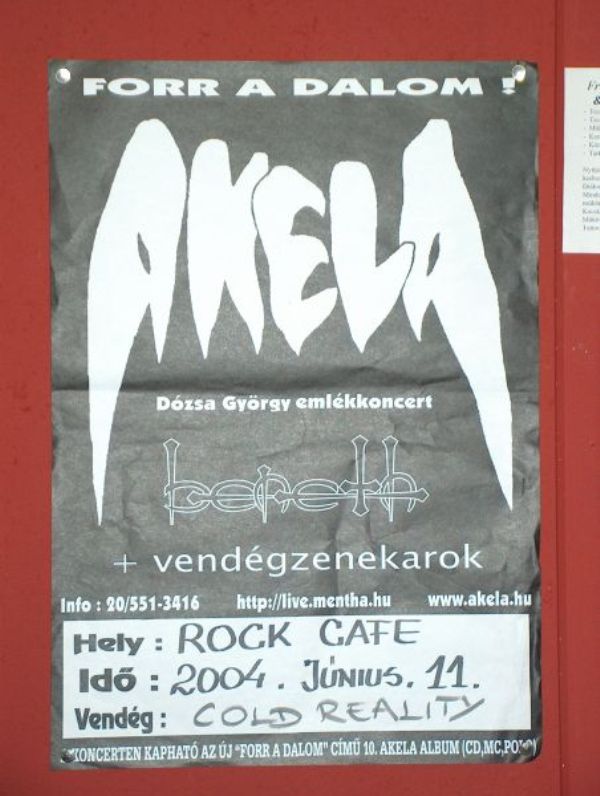 FORR A DALOM !
AKELA
Dózsa György emlékkoncert
+ vendégzenekarok
Info : 20/551-3416 http://live.mentha.hu www.akela.hu
Hely : ROCK CAFE
Idő : 2004. JÚNIUS. 11.
Vendég : COLD REALITY
KONCERTEN KAPHATÓ AZ ÚJ "FORR A DALOM" CÍMŰ 10. AKELA ALBUM (CD,MC,